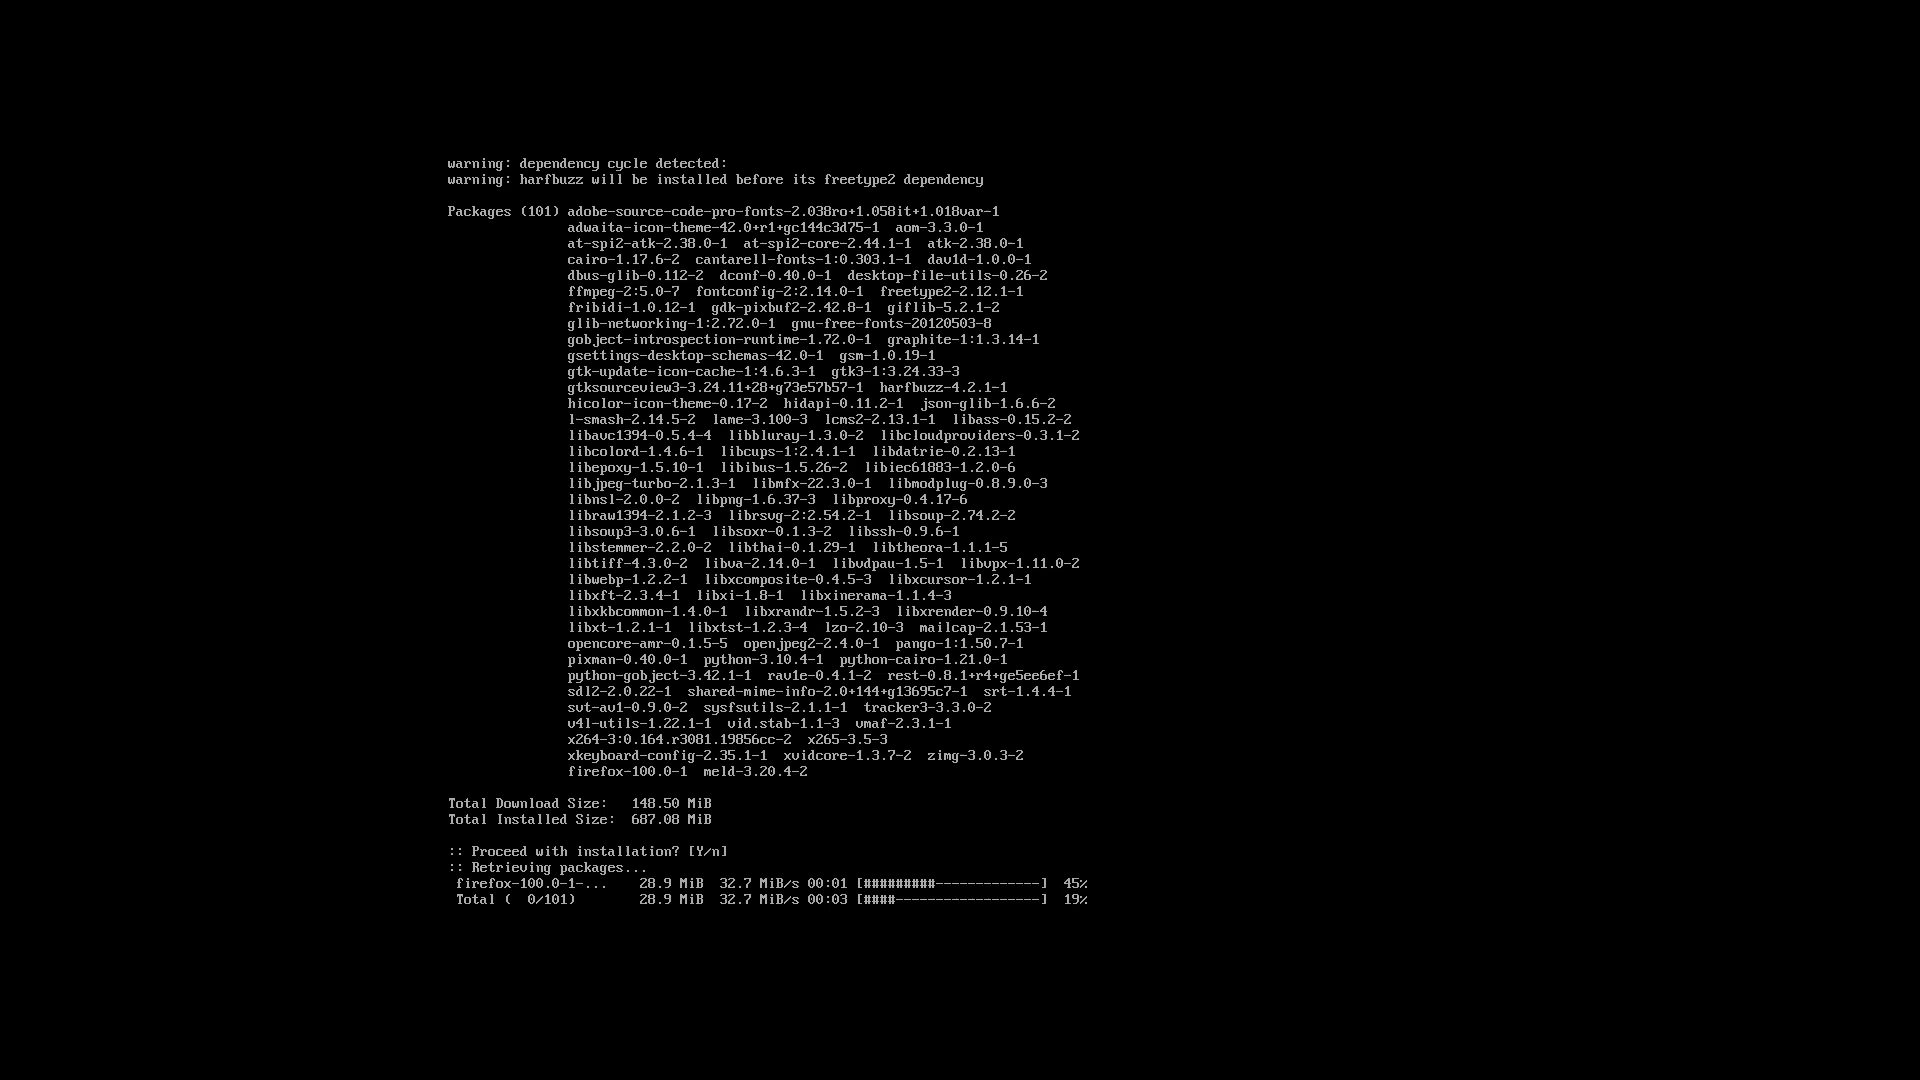 warning: dependency cycle detected:
warning: harfbuzz will be installed before its freetype2 dependency
Packages (101) adobe-source-code-pro-fonts-2.038ro+1.058it+1.018var-1
adwaita-icon-theme-42.0+r1+gc144c3d75-1 aom-3.3.0-1
at-spi2-atk-2.38.0-1 at-spi2-core-2.44.1-1 atk-2.38.0-1
cairo-1.17.6-2 cantarell-fonts-1:0.303.1-1 dav1d-1.0.0-1
dbus-glib-0.112-2 dconf-0.40.0-1 desktop-file-utils-0.26-2
ffmpeg-2:5.0-7 fontconfig-2:2.14.0-1 freetype2-2.12.1-1
fribidi-1.0.12-1 gdk-pixbuf2-2.42.8-1 giflib-5.2.1-2
glib-networking-1:2.72.0-1 gnu-free-fonts-20120503-8
gobject-introspection-runtime-1.72.0-1 graphite-1:1.3.14-1
gsettings-desktop-schemas-42.0-1 gsm-1.0.19-1
gtk-update-icon-cache-1:4.6.3-1 gtk3-1:3.24.33-3
gtksourceview3-3.24.11+28+g73e57b57-1 harfbuzz-4.2.1-1
hicolor-icon-theme-0.17-2 hidapi-0.11.2-1 json-glib-1.6.6-2
l-smash-2.14.5-2 lame-3.100-3 lcms2-2.13.1-1 libass-0.15.2-2
libavc1394-0.5.4-4 libbluray-1.3.0-2 libcloudproviders-0.3.1-2
libcolord-1.4.6-1 libcups-1:2.4.1-1 libdatrie-0.2.13-1
libepoxy-1.5.10-1 libibus-1.5.26-2 libiec61883-1.2.0-6
libjpeg-turbo-2.1.3-1 libmfx-22.3.0-1 libmodplug-0.8.9.0-3
libnsl-2.0.0-2 libpng-1.6.37-3 libproxy-0.4.17-6
libraw1394-2.1.2-3 librsvg-2:2.54.2-1 libsoup-2.74.2-2
libsoup3-3.0.6-1 libsoxr-0.1.3-2 libssh-0.9.6-1
libstemmer-2.2.0-2 libthai-0.1.29-1 libtheora-1.1.1-5
libtiff-4.3.0-2 libva-2.14.0-1 libvdpau-1.5-1 libvpx-1.11.0-2
libwebp-1.2.2-1 libxcomposite-0.4.5-3 libxcursor-1.2.1-1
libxft-2.3.4-1 libxi-1.8-1 libxinerama-1.1.4-3
libxkbcommon-1.4.0-1 libxrandr-1.5.2-3 libxrender-0.9.10-4
libxt-1.2.1-1 libxtst-1.2.3-4 lzo-2.10-3 mailcap-2.1.53-1
opencore-amr-0.1.5-5 openjpeg2-2.4.0-1 pango-1:1.50.7-1
pixman-0.40.0-1 python-3.10.4-1 python-cairo-1.21.0-1
python-gobject-3.42.1-1 rav1e-0.4.1-2 rest-0.8.1+r4+ge5ee6ef-1
sdl2-2.0.22-1 shared-mime-info-2.0+144+g13695c7-1 srt-1.4.4-1
svt-av1-0.9.0-2 sysfsutils-2.1.1-1 tracker3-3.3.0-2
v4l-utils-1.22.1-1 vid.stab-1.1-3 vmaf-2.3.1-1
x264-3:0.164.r3081.19856cc-2 x265-3.5-3
xkeyboard-config-2.35.1-1 xvidcore-1.3.7-2 zimg-3.0.3-2
firefox-100.0-1 meld-3.20.4-2
Total Download Size: 148.50 MiB
Total Installed Size: 687.08 MiB
:: Proceed with installation? [Y/n]
:: Retrieving packages...
firefox-100.0-1-... 28.9 MiB 32.7 MiB/s 00:01 [#########-------------] 45%
Total ( 0/101) 28.9 MiB 32.7 MiB/s 00:03 [####------------------] 19%